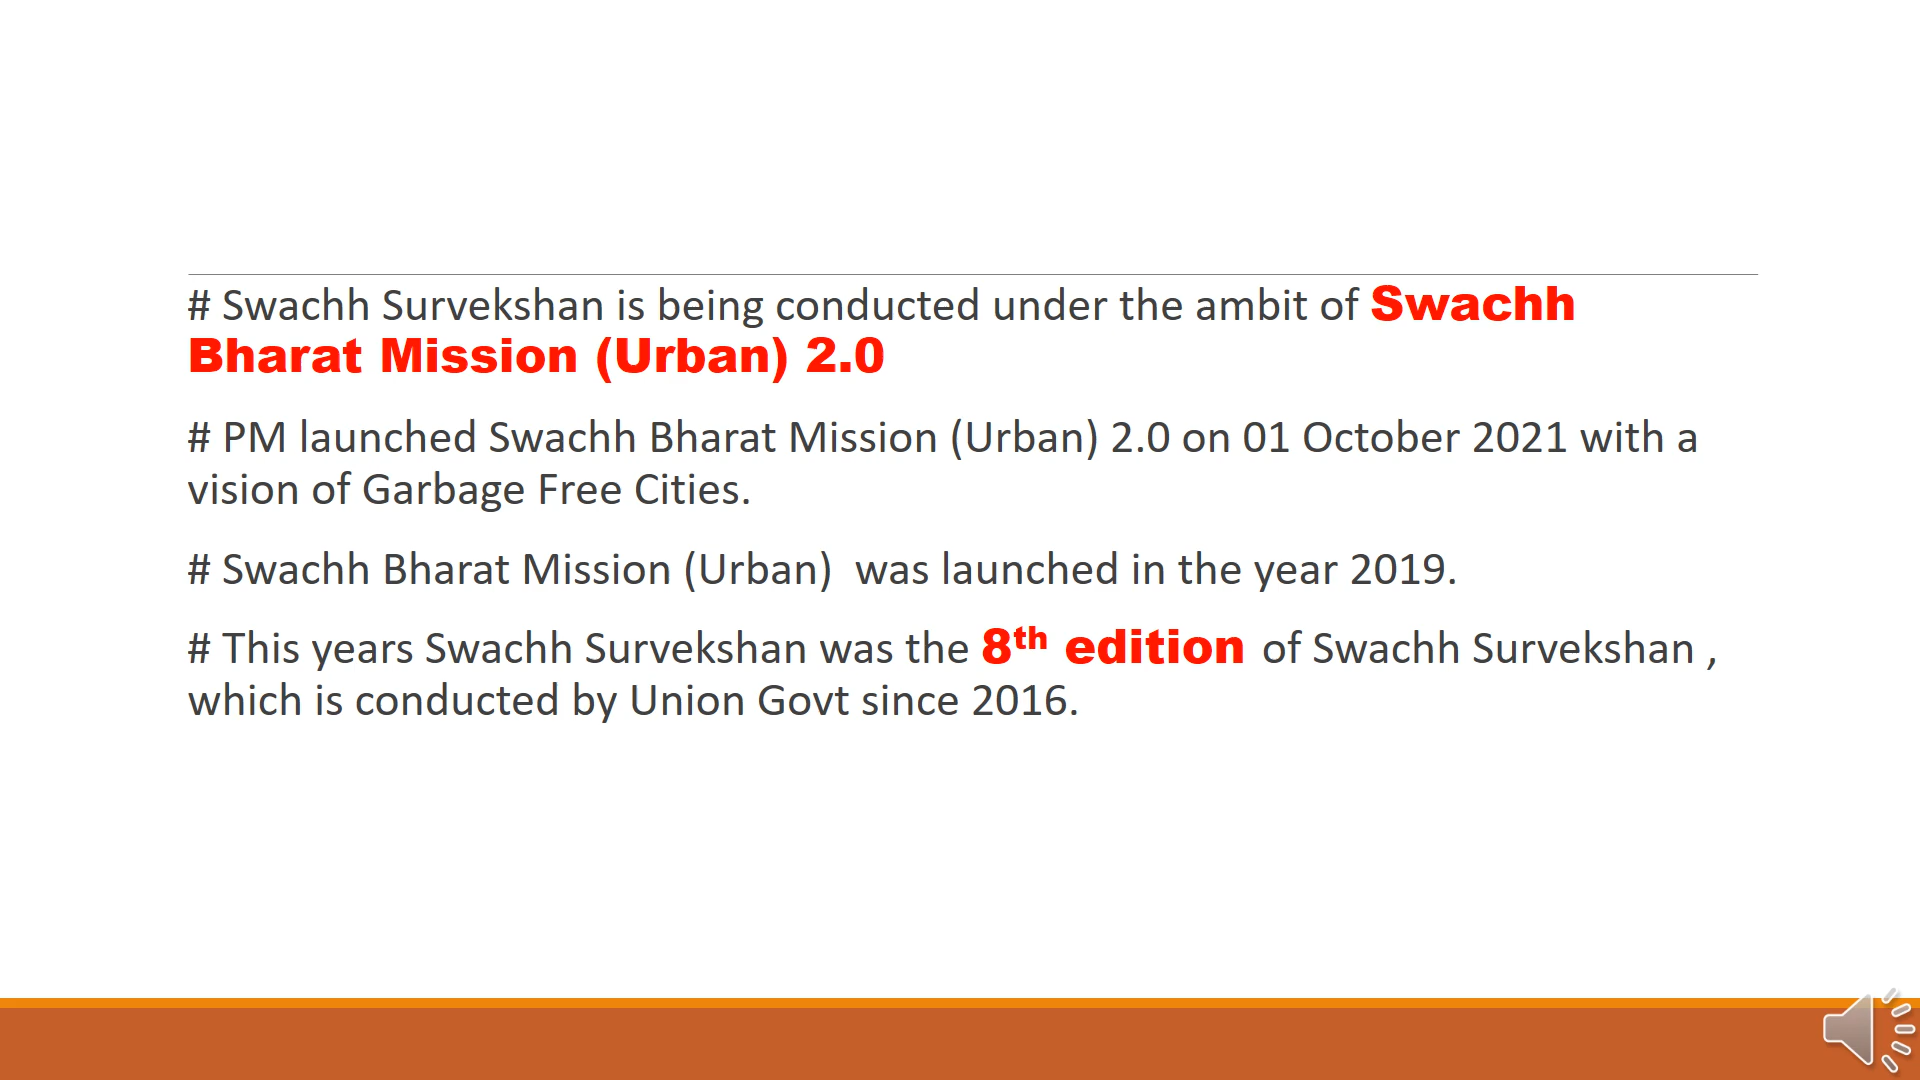 # Swachh Survekshan is being conducted under the ambit of Swachh
Bharat Mission (Urban) 2.0
# PM launched Swachh Bharat Mission (Urban) 2.0 on 01 October 2021 with a
vision of Garbage Free Cities.
# Swachh Bharat Mission (Urban)  was launched in the year 2019.
# This years Swachh Survekshan was the 8th edition of Swachh Survekshan ,
which is conducted by Union Govt since 2016.